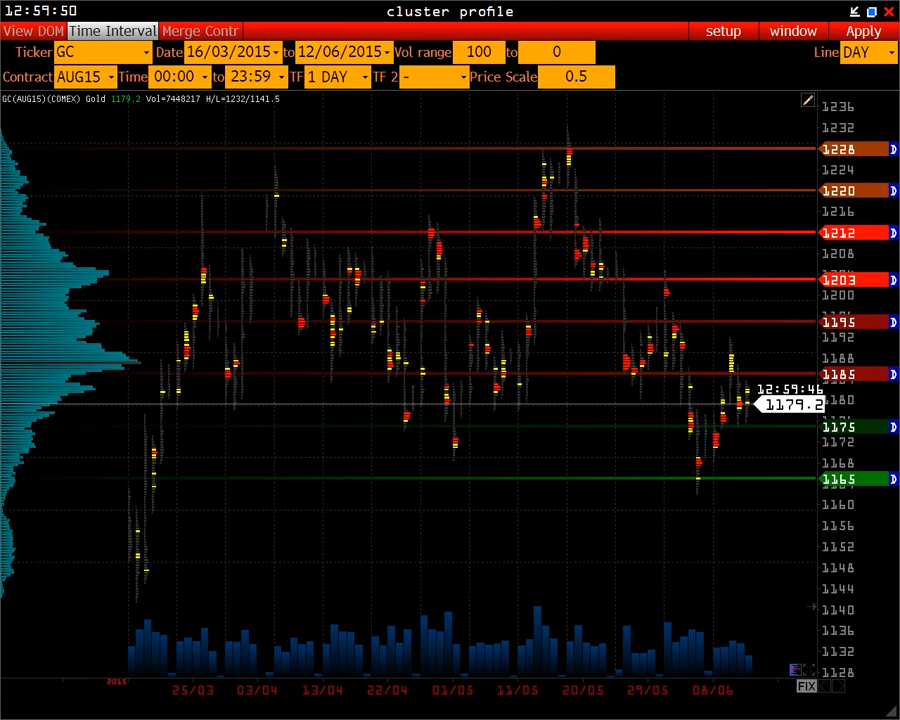 12:59:50 cluster profile
View DOM Time Interval Merge Contr setup window Apply
Ticker GC Date 16/03/2015 to 12/06/2015 Vol range 100 to 0 Line DAY
Contract AUG15 Time 00:00 to 23:59 TF 1 DAY TF 2 - Price Scale 0.5
GC(AUG15)(COMEX) Gold 1179.2 Vol=7448217 H/L=1232/1141.5
1236
1232
1228 D
1224
1220 D
1216
1212 D
1208
1203 D
1200
1195 D
1192
1188
1185 D
12:59:46
1180
1179.2
1175 D
1172
1168
1165 D
1160
1156
1152
1148
1144
1140
1136
1132
1128
2015
FIX
25/03 03/04 13/04 22/04 01/05 11/05 20/05 29/05 08/06